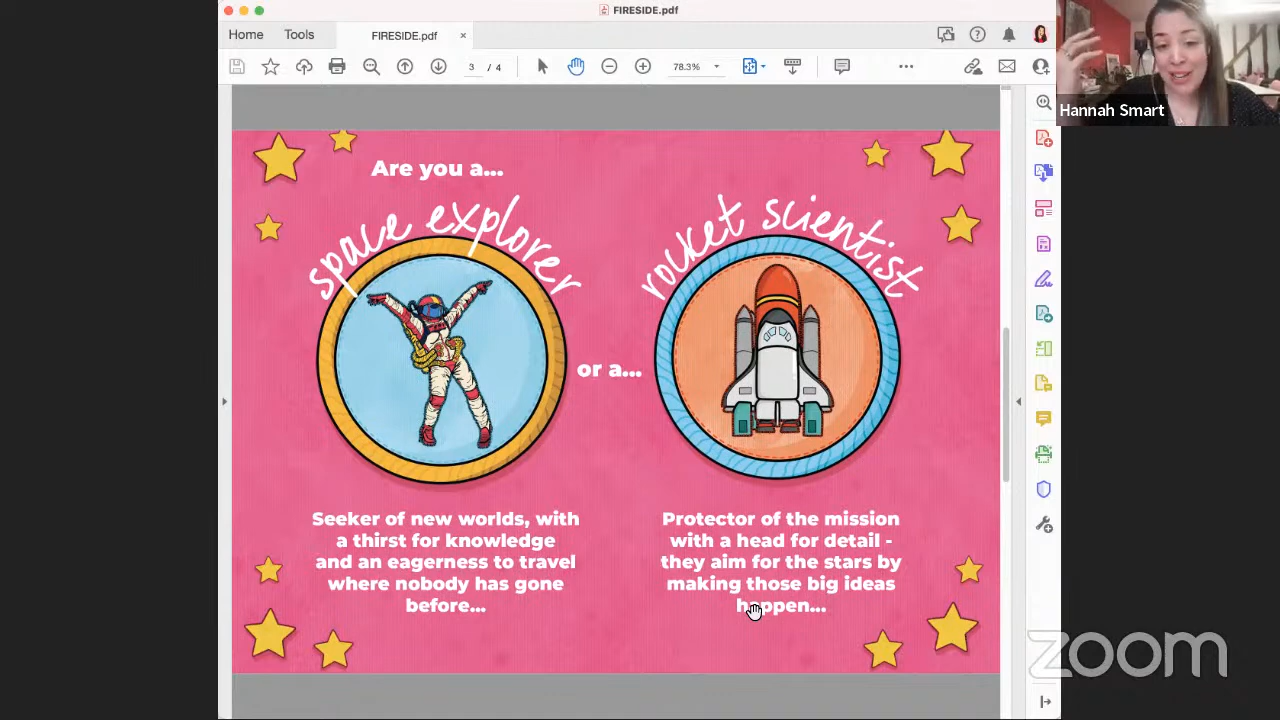 FIRESIDE.pdf
Home
Tools
FIRESIDE.pdf
3 / 4
78.3%
Hannah Smart
Are you a...
space explorer
rocket scientist
or a...
Seeker of new worlds, with
a thirst for knowledge
and an eagerness to travel
where nobody has gone
before...
Protector of the mission
with a head for detail -
they aim for the stars by
making those big ideas
happen...
zoom